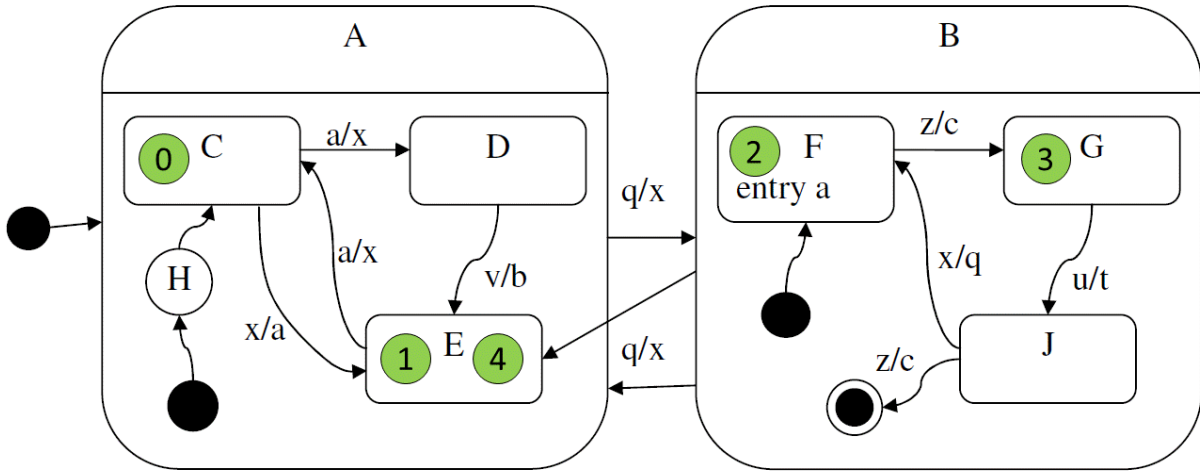 A
B
0 C
a/x
D
2 F
entry a
z/c
3 G
q/x
H
a/x
v/b
x/q
u/t
x/a
1 E 4
q/x
J
z/c